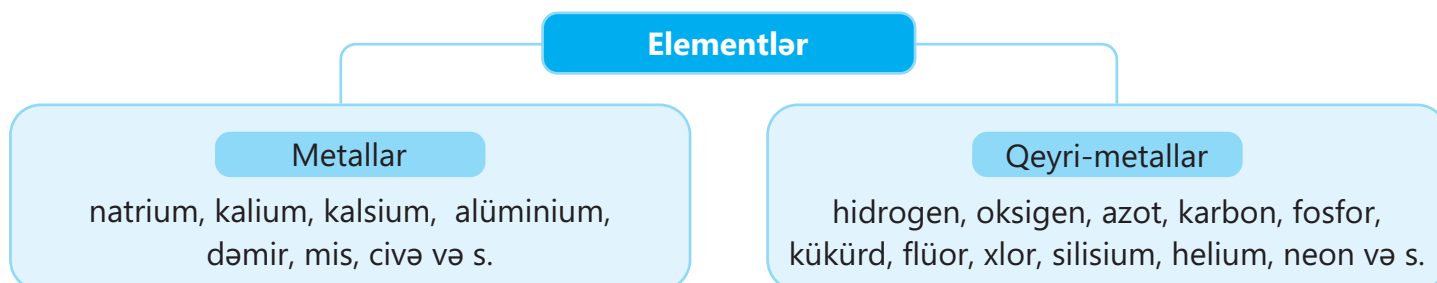 Elementlər
Metallar
natrium, kalium, kalsium, alüminium,
dəmir, mis, civə və s.
Qeyri-metallar
hidrogen, oksigen, azot, karbon, fosfor,
kükürd, flüor, xlor, silisium, helium, neon və s.